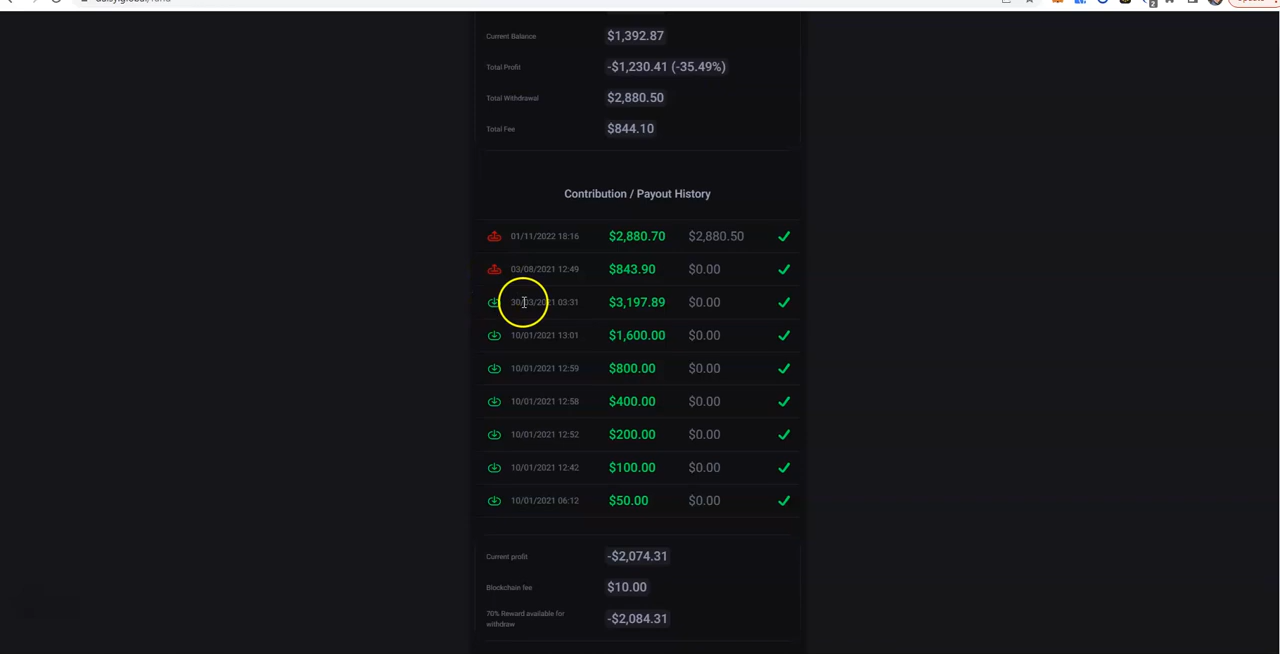 Current Balance $1,392.87
Total Profit -$1,230.41 (-35.49%)
Total Withdrawal $2,880.50
Total Fee $844.10
Contribution / Payout History
01/11/2022 18:16 $2,880.70 $2,880.50
03/08/2021 12:49 $843.90 $0.00
30/03/2021 03:31 $3,197.89 $0.00
10/01/2021 13:01 $1,600.00 $0.00
10/01/2021 12:59 $800.00 $0.00
10/01/2021 12:58 $400.00 $0.00
10/01/2021 12:52 $200.00 $0.00
10/01/2021 12:42 $100.00 $0.00
10/01/2021 06:12 $50.00 $0.00
Current profit -$2,074.31
Blockchain fee $10.00
70% Reward available for
withdraw -$2,084.31